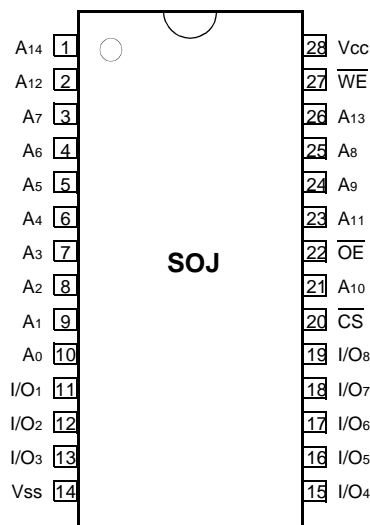 A14 1 28 Vcc
A12 2 27 WE
A7 3 26 A13
A6 4 25 A8
A5 5 24 A9
A4 6 23 A11
A3 7 22 OE
SOJ
A2 8 21 A10
A1 9 20 CS
A0 10 19 I/O8
I/O1 11 18 I/O7
I/O2 12 17 I/O6
I/O3 13 16 I/O5
Vss 14 15 I/O4